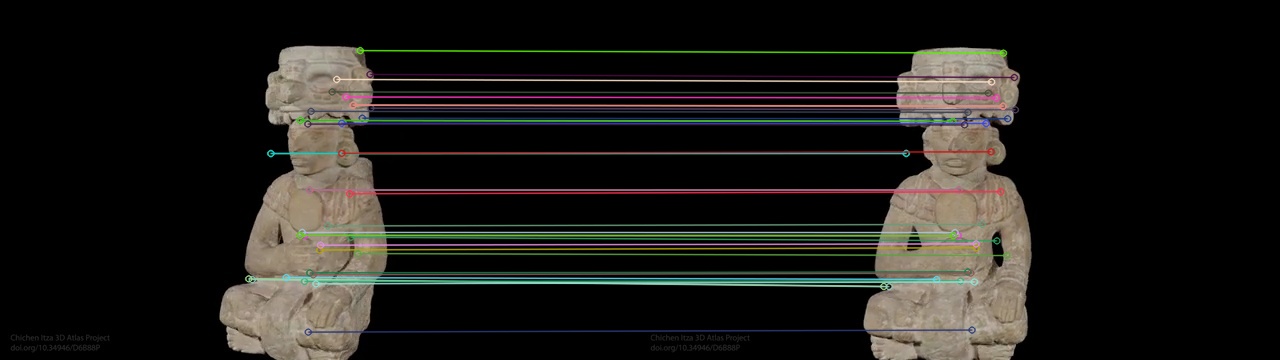 Chichen Itza 3D Atlas Project
doi.org/10.34946/D6B88P
Chichen Itza 3D Atlas Project
doi.org/10.34946/D6B88P